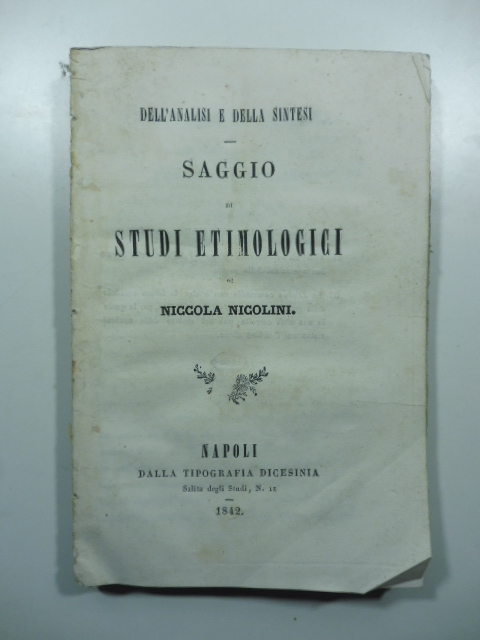 DELL'ANALISI E DELLA SINTESI
SAGGIO
DI
STUDI ETIMOLOGICI
DI
NICCOLA NICOLINI.
NAPOLI
DALLA TIPOGRAFIA DICESINIA
Salita degli Studi, N. 12
1842.